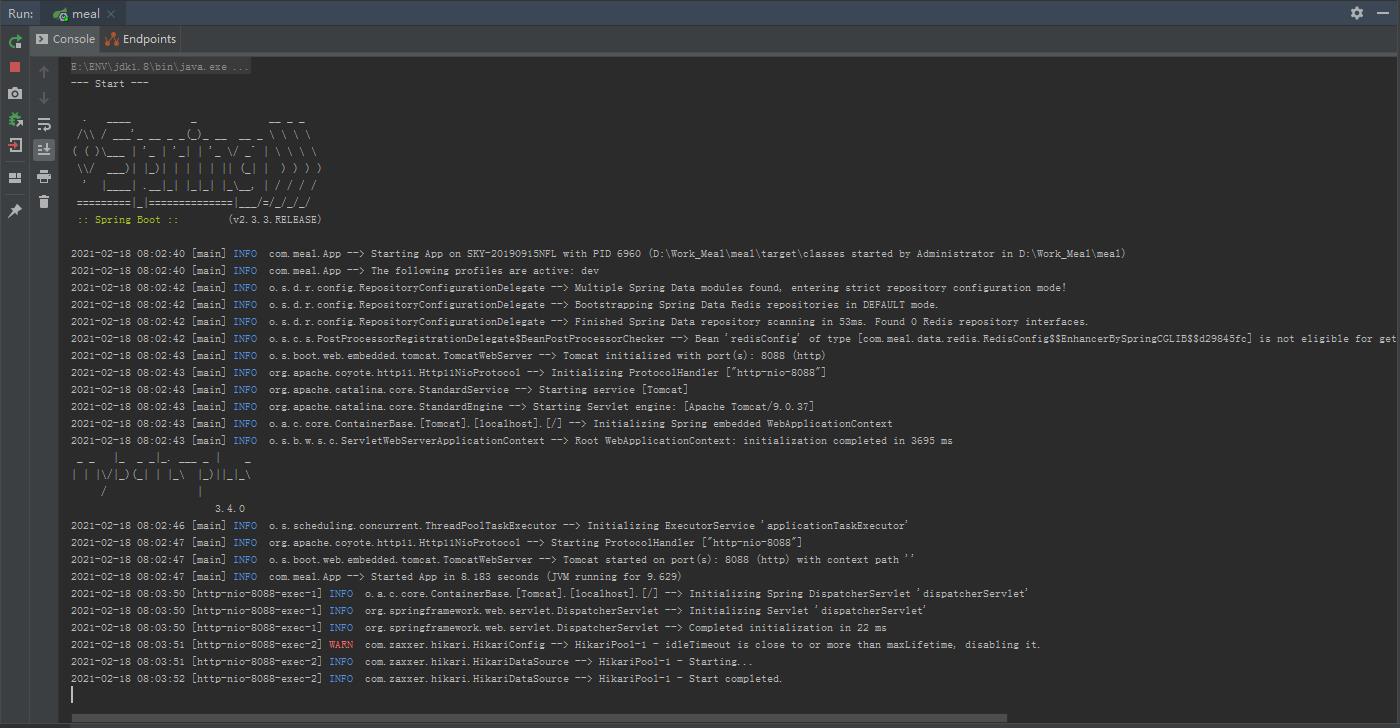 Run: meal
Console Endpoints
E:\ENV\jdk1.8\bin\java.exe ...
--- Start ---
  .   ____          _            __ _ _
 /\\ / ___'_ __ _ _(_)_ __  __ _ \ \ \ \
( ( )\___ | '_ | '_| | '_ \/ _` | \ \ \ \
 \\/  ___)| |_)| | | | | || (_| |  ) ) ) )
  '  |____| .__|_| |_|_| |_\__, | / / / /
 =========|_|==============|___/=/_/_/_/
 :: Spring Boot ::        (v2.3.3.RELEASE)
2021-02-18 08:02:40 [main] INFO  com.meal.App --> Starting App on SKY-20190915NFL with PID 6960 (D:\Work_Meal\meal\target\classes started by Administrator in D:\Work_Meal\meal)
2021-02-18 08:02:40 [main] INFO  com.meal.App --> The following profiles are active: dev
2021-02-18 08:02:42 [main] INFO  o.s.d.r.config.RepositoryConfigurationDelegate --> Multiple Spring Data modules found, entering strict repository configuration mode!
2021-02-18 08:02:42 [main] INFO  o.s.d.r.config.RepositoryConfigurationDelegate --> Bootstrapping Spring Data Redis repositories in DEFAULT mode.
2021-02-18 08:02:42 [main] INFO  o.s.d.r.config.RepositoryConfigurationDelegate --> Finished Spring Data repository scanning in 53ms. Found 0 Redis repository interfaces.
2021-02-18 08:02:42 [main] INFO  o.s.c.s.PostProcessorRegistrationDelegate$BeanPostProcessorChecker --> Bean 'redisConfig' of type [com.meal.data.redis.RedisConfig$$EnhancerBySpringCGLIB$$d29845fc] is not eligible for get
2021-02-18 08:02:43 [main] INFO  o.s.boot.web.embedded.tomcat.TomcatWebServer --> Tomcat initialized with port(s): 8088 (http)
2021-02-18 08:02:43 [main] INFO  org.apache.coyote.http11.Http11NioProtocol --> Initializing ProtocolHandler ["http-nio-8088"]
2021-02-18 08:02:43 [main] INFO  org.apache.catalina.core.StandardService --> Starting service [Tomcat]
2021-02-18 08:02:43 [main] INFO  org.apache.catalina.core.StandardEngine --> Starting Servlet engine: [Apache Tomcat/9.0.37]
2021-02-18 08:02:43 [main] INFO  o.a.c.core.ContainerBase.[Tomcat].[localhost].[/] --> Initializing Spring embedded WebApplicationContext
2021-02-18 08:02:43 [main] INFO  o.s.b.w.s.c.ServletWebServerApplicationContext --> Root WebApplicationContext: initialization completed in 3695 ms
 _ _   |_  _ _|_. ___ _ |    _
| | |\/|_)(_| | |_\  |_)||_|_\
     /               |
                        3.4.0
2021-02-18 08:02:46 [main] INFO  o.s.scheduling.concurrent.ThreadPoolTaskExecutor --> Initializing ExecutorService 'applicationTaskExecutor'
2021-02-18 08:02:47 [main] INFO  org.apache.coyote.http11.Http11NioProtocol --> Starting ProtocolHandler ["http-nio-8088"]
2021-02-18 08:02:47 [main] INFO  o.s.boot.web.embedded.tomcat.TomcatWebServer --> Tomcat started on port(s): 8088 (http) with context path ''
2021-02-18 08:02:47 [main] INFO  com.meal.App --> Started App in 8.183 seconds (JVM running for 9.629)
2021-02-18 08:03:50 [http-nio-8088-exec-1] INFO  o.a.c.core.ContainerBase.[Tomcat].[localhost].[/] --> Initializing Spring DispatcherServlet 'dispatcherServlet'
2021-02-18 08:03:50 [http-nio-8088-exec-1] INFO  org.springframework.web.servlet.DispatcherServlet --> Initializing Servlet 'dispatcherServlet'
2021-02-18 08:03:50 [http-nio-8088-exec-1] INFO  org.springframework.web.servlet.DispatcherServlet --> Completed initialization in 22 ms
2021-02-18 08:03:51 [http-nio-8088-exec-2] WARN  com.zaxxer.hikari.HikariConfig --> HikariPool-1 - idleTimeout is close to or more than maxLifetime, disabling it.
2021-02-18 08:03:51 [http-nio-8088-exec-2] INFO  com.zaxxer.hikari.HikariDataSource --> HikariPool-1 - Starting...
2021-02-18 08:03:52 [http-nio-8088-exec-2] INFO  com.zaxxer.hikari.HikariDataSource --> HikariPool-1 - Start completed.